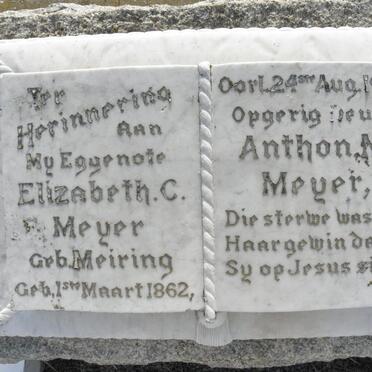 Ter
Herinnering
Aan
My Eggenote
Elizabeth. C.
Meyer
Geb. Meiring
Geb. 1ste Maart 1862,
Oorl. 24ste Aug. 19
Opgerig
Anthon.
Meyer,
Die sterwe was
Haar gewin
Sy op Jesus